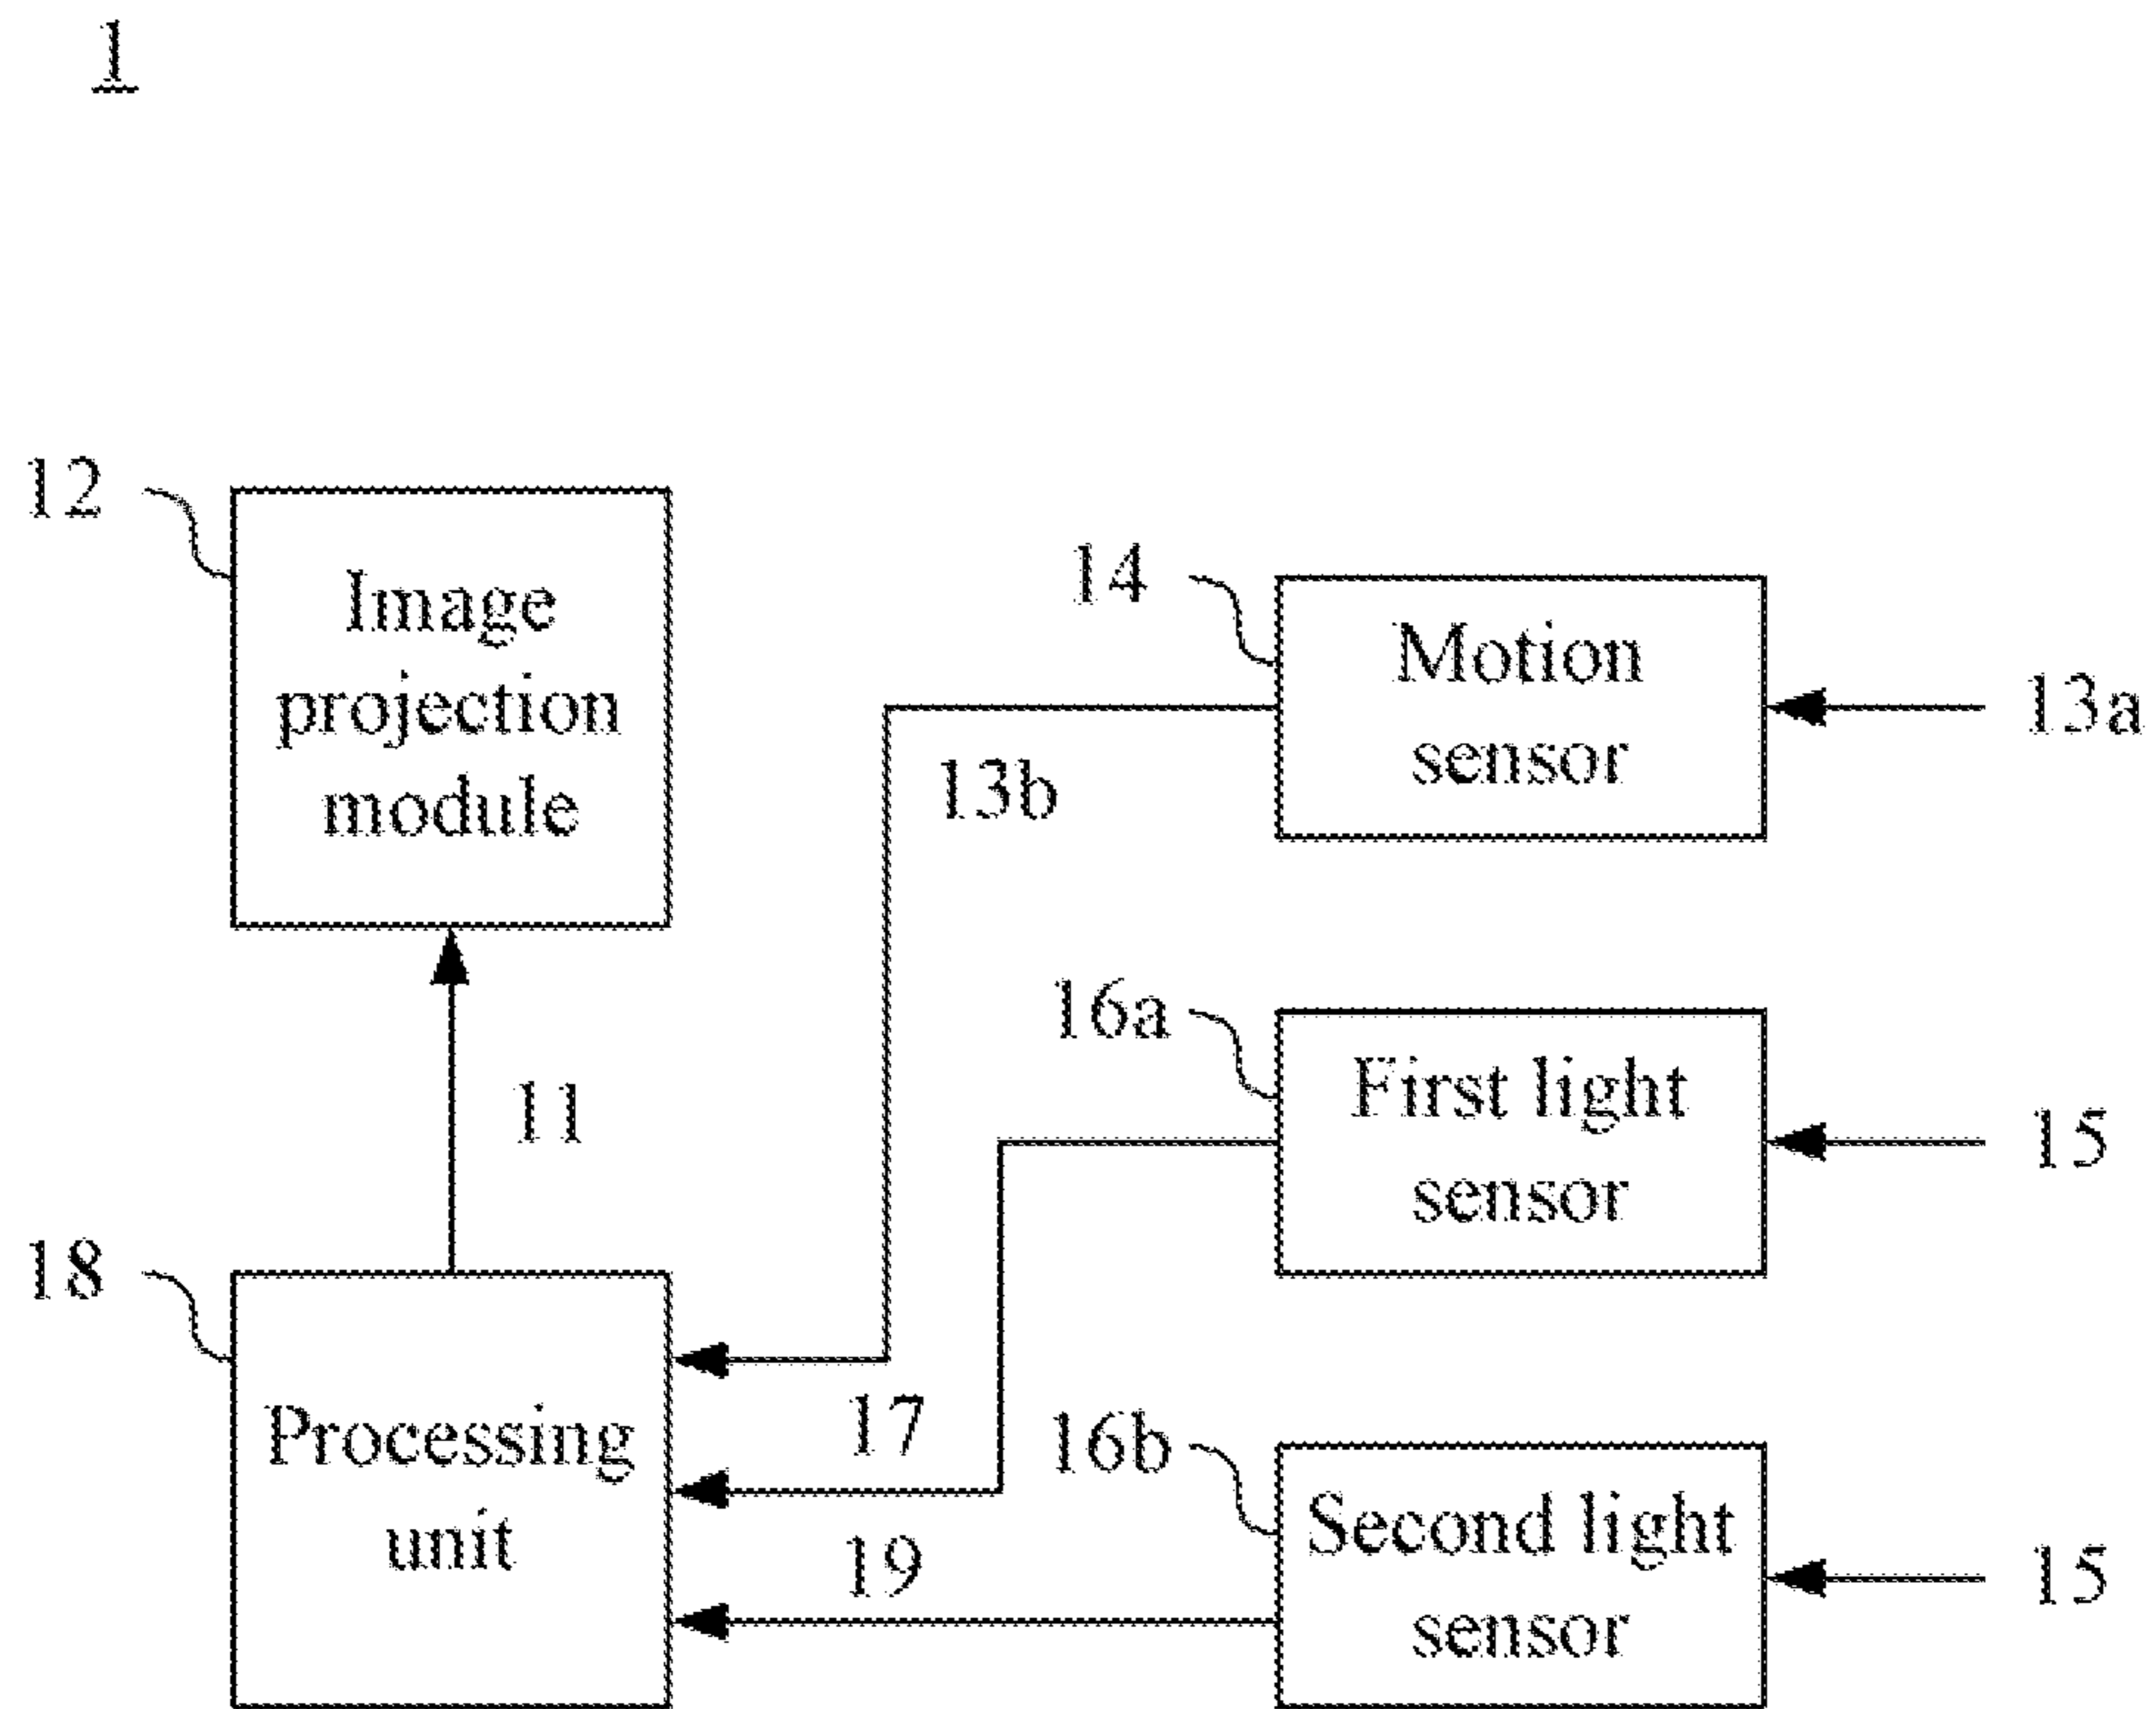 1
12
Image
projection
module
14
Motion
sensor
13a
13b
16a
First light
sensor
15
11
18
Processing
unit
17
19
16b
Second light
sensor
15